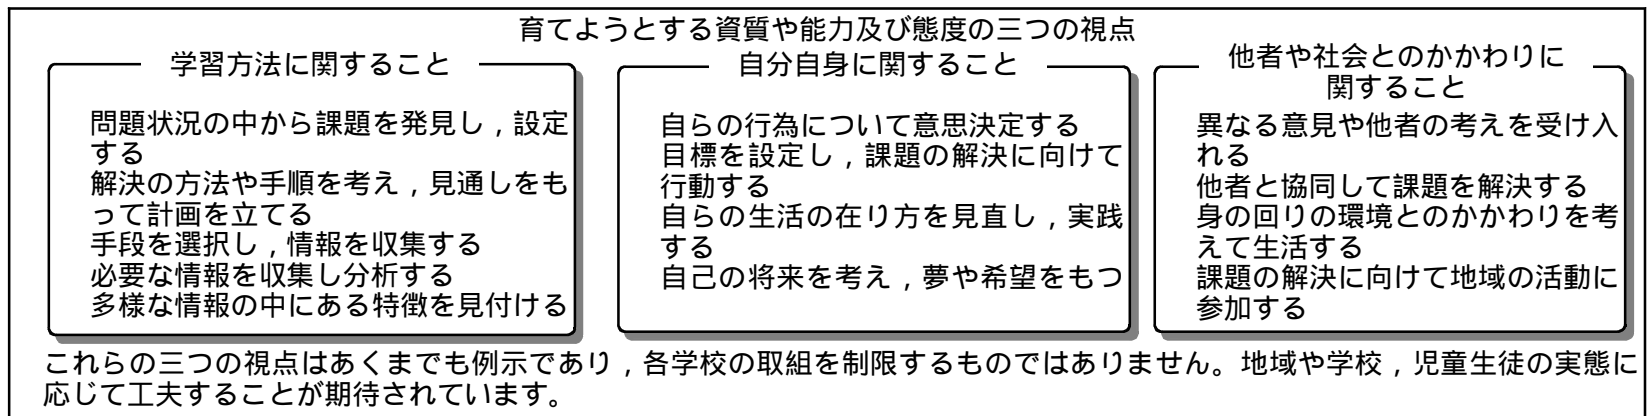 育てようとする資質や能力及び態度の三つの視点
学習方法に関すること
問題状況の中から課題を発見し，設定
する
解決の方法や手順を考え，見通しをも
って計画を立てる
手段を選択し，情報を収集する
必要な情報を収集し分析する
多様な情報の中にある特徴を見付ける
自分自身に関すること
自らの行為について意思決定する
目標を設定し，課題の解決に向けて
行動する
自らの生活の在り方を見直し，実践
する
自己の将来を考え，夢や希望をもつ
他者や社会とのかかわりに
関すること
異なる意見や他者の考えを受け入
れる
他者と協同して課題を解決する
身の回りの環境とのかかわりを考
えて生活する
課題の解決に向けて地域の活動に
参加する
これらの三つの視点はあくまでも例示であり，各学校の取組を制限するものではありません。地域や学校，児童生徒の実態に
応じて工夫することが期待されています。